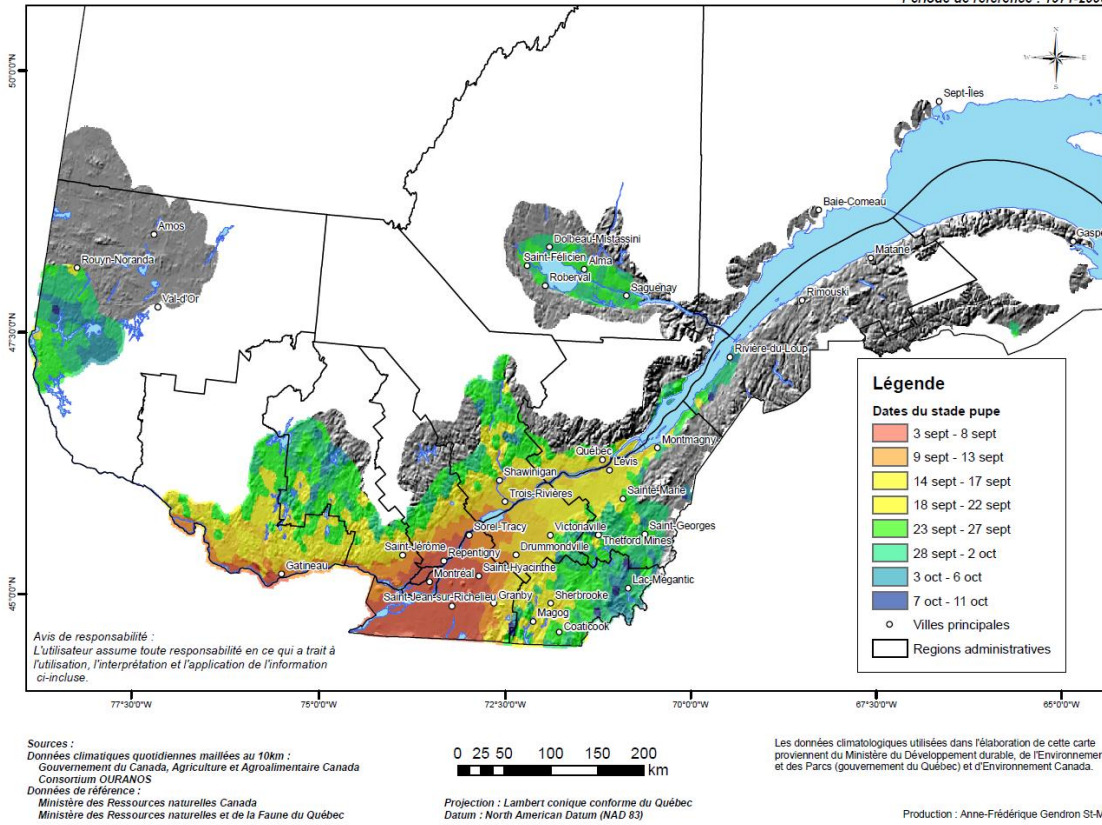 50°0'0"N
47°30'0"N
45°0'0"N
N
W
E
S
Sept-Îles
Baie-Comeau
Gaspé
Matane
Rimouski
Amos
Rouyn-Noranda
Val-d'Or
Dolbeau-Mistassini
Saint-Félicien
Alma
Roberval
Saguenay
Rivière-du-Loup
Montmagny
Québec
Lévis
Shawinigan
Trois-Rivières
Sainte-Marie
Sorel-Tracy
Victoriaville
Saint-Georges
Thetford Mines
Saint-Jérôme
Repentigny
Drummondville
Gatineau
Montréal
Saint-Hyacinthe
Lac-Mégantic
Saint-Jean-sur-Richelieu
Granby
Sherbrooke
Magog
Coaticook
Légende
Dates du stade pupe
3 sept - 8 sept
9 sept - 13 sept
14 sept - 17 sept
18 sept - 22 sept
23 sept - 27 sept
28 sept - 2 oct
3 oct - 6 oct
7 oct - 11 oct
Villes principales
Regions administratives
Avis de responsabilité :
L'utilisateur assume toute responsabilité en ce qui a trait à
l'utilisation, l'interprétation et l'application de l'information
ci-incluse.
77°30'0"W
75°0'0"W
72°30'0"W
70°0'0"W
67°30'0"W
65°0'0"W
Sources :
Données climatiques quotidiennes maillées au 10km :
Gouvernement du Canada, Agriculture et Agroalimentaire Canada
Consortium OURANOS
Données de référence :
Ministère des Ressources naturelles Canada
Ministère des Ressources naturelles et de la Faune du Québec
0 25 50 100 150 200
km
Projection : Lambert conique conforme du Québec
Datum : North American Datum (NAD 83)
Les données climatologiques utilisées dans l'élaboration de cette carte
proviennent du Ministère du Développement durable, de l'Environnemen
et des Parcs (gouvernement du Québec) et d'Environnement Canada.
Production : Anne-Frédérique Gendron St-M